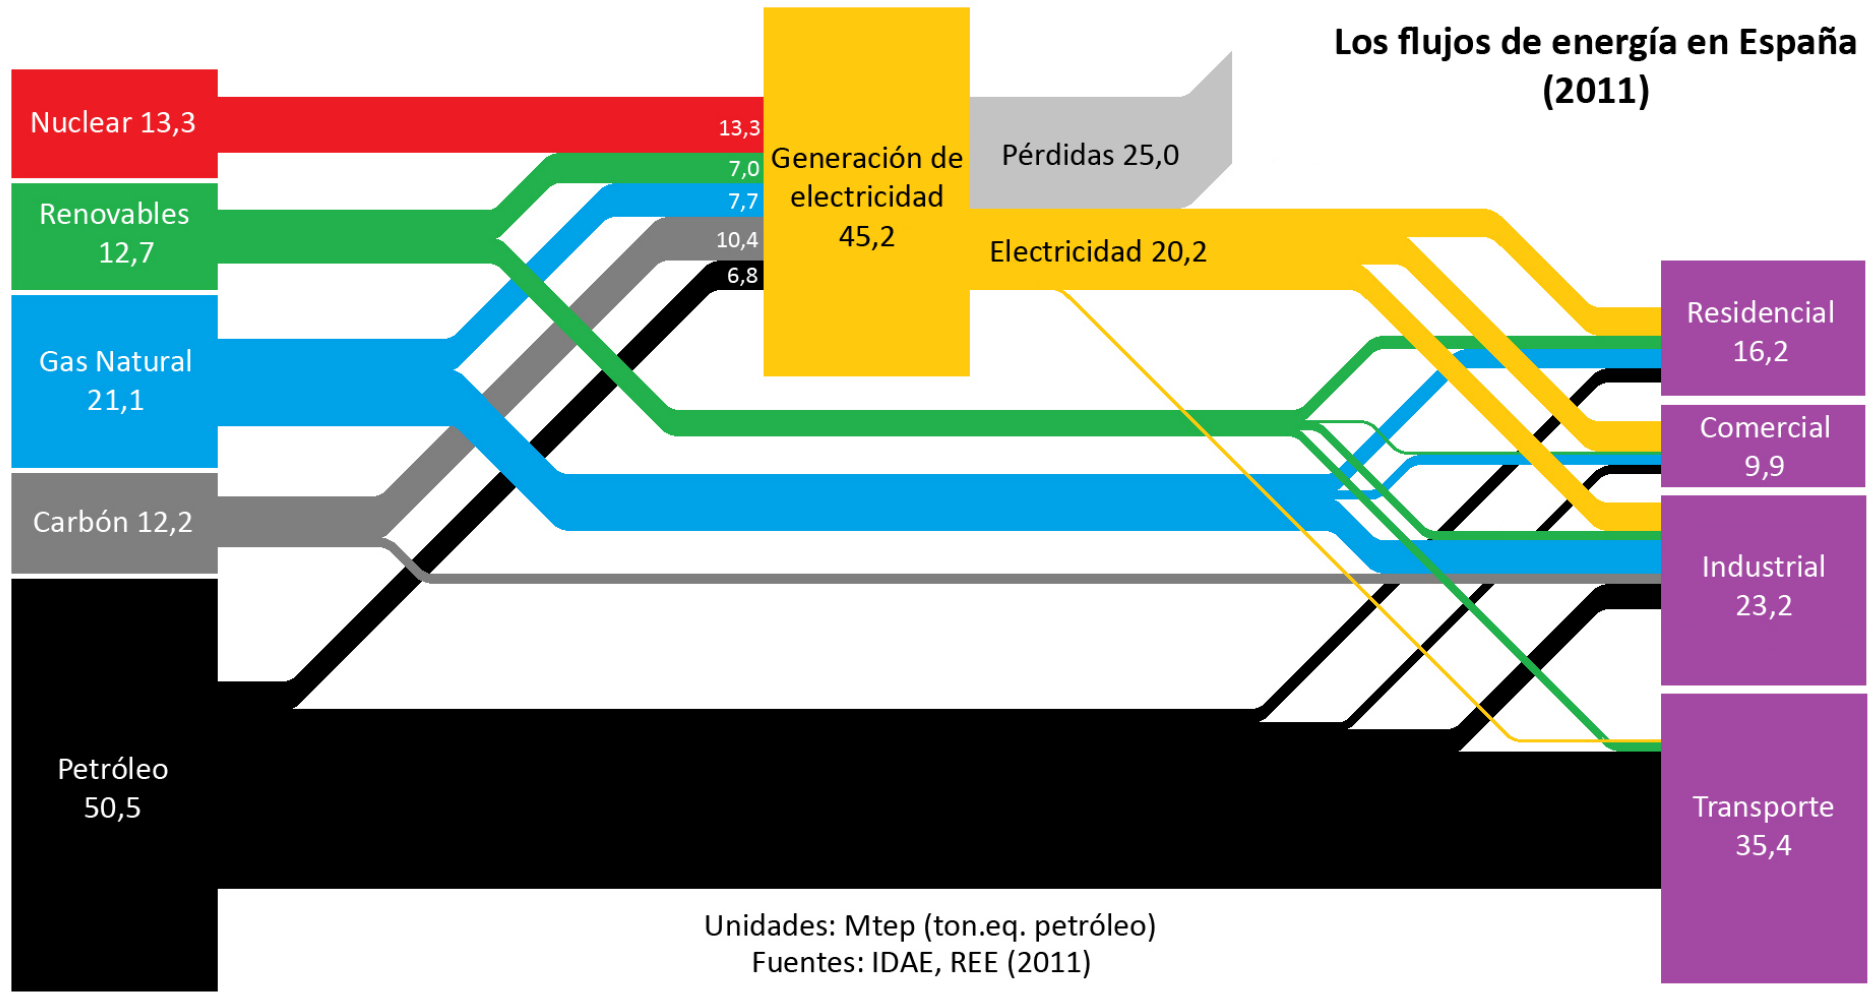 Los flujos de energía en España
(2011)
Nuclear 13,3
Renovables
12,7
Gas Natural
21,1
Carbón 12,2
Petróleo
50,5
13,3
7,0
7,7
10,4
6,8
Generación de
electricidad
45,2
Pérdidas 25,0
Electricidad 20,2
Residencial
16,2
Comercial
9,9
Industrial
23,2
Transporte
35,4
Unidades: Mtep (ton.eq. petróleo)
Fuentes: IDAE, REE (2011)